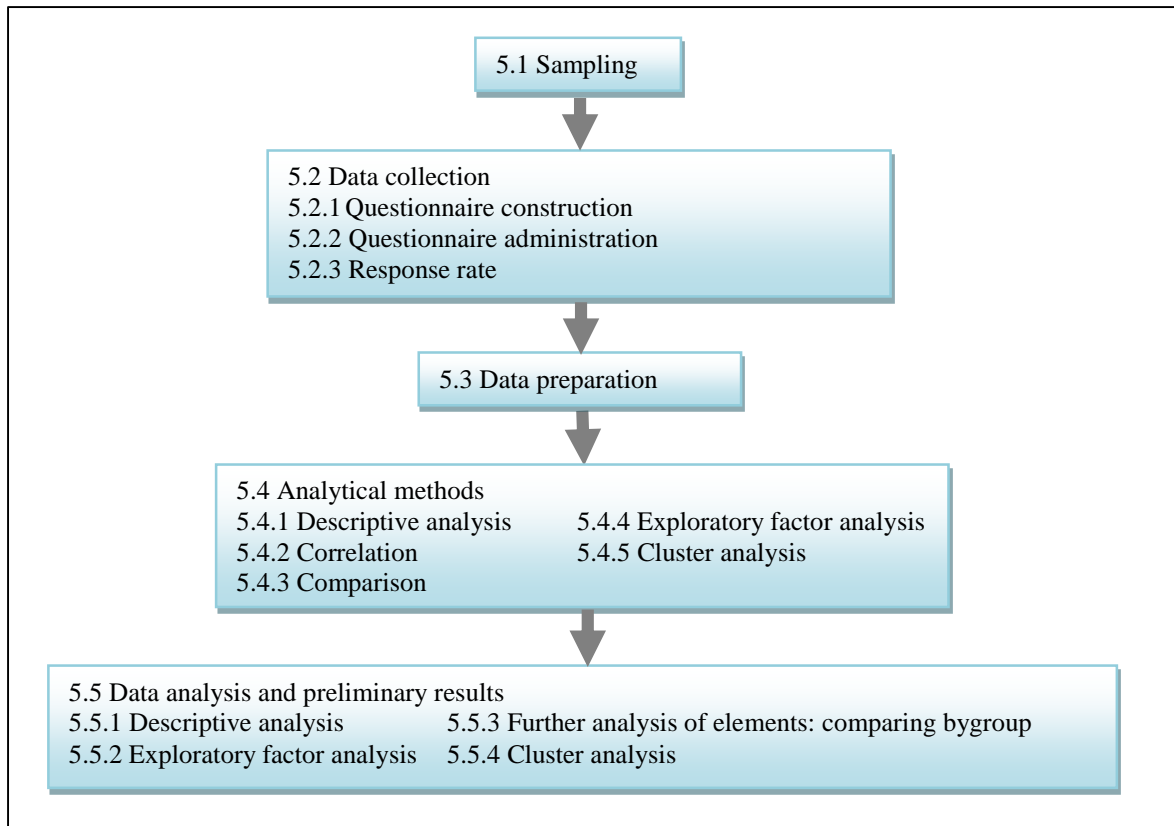 5.1 Sampling
5.2 Data collection
5.2.1 Questionnaire construction
5.2.2 Questionnaire administration
5.2.3 Response rate
5.3 Data preparation
5.4 Analytical methods
5.4.1 Descriptive analysis 5.4.4 Exploratory factor analysis
5.4.2 Correlation 5.4.5 Cluster analysis
5.4.3 Comparison
5.5 Data analysis and preliminary results
5.5.1 Descriptive analysis 5.5.3 Further analysis of elements: comparing bygroup
5.5.2 Exploratory factor analysis 5.5.4 Cluster analysis